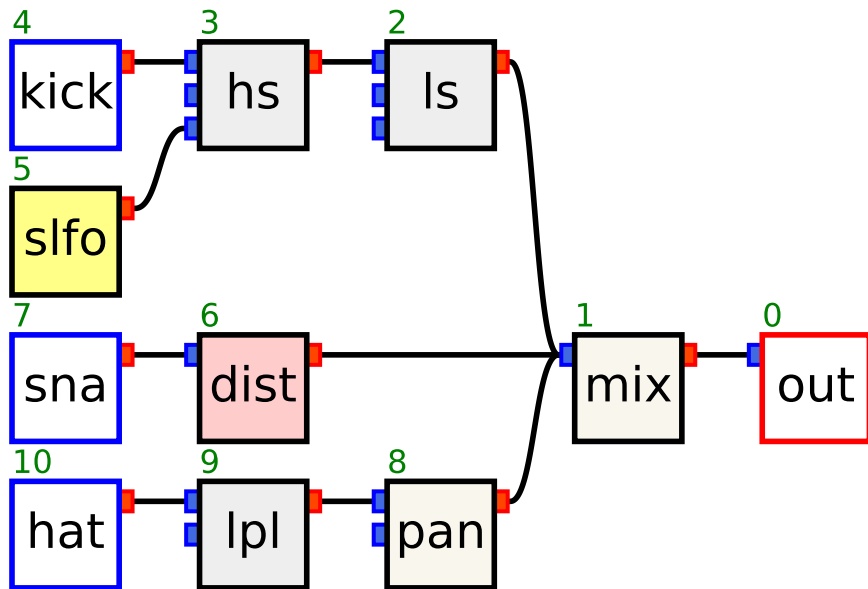 4 3 2
kick hs ls
5
slfo
7 6 1 0
sna dist mix out
10 9 8
hat lpl pan